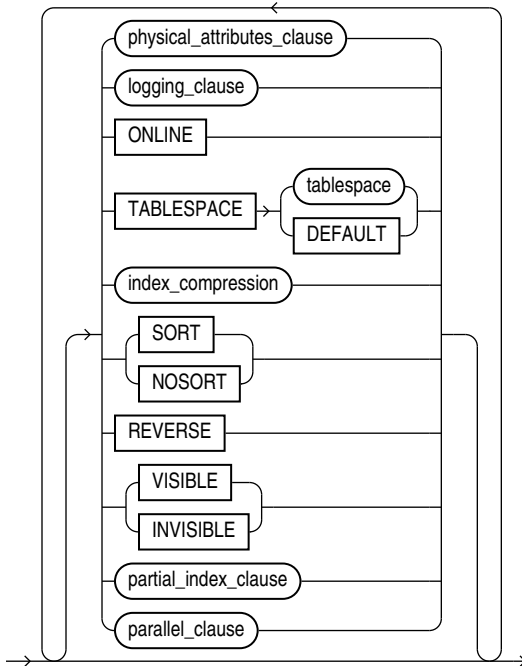 physical_attributes_clause
logging_clause
ONLINE
tablespace
TABLESPACE
DEFAULT
index_compression
SORT
NOSORT
REVERSE
VISIBLE
INVISIBLE
partial_index_clause
parallel_clause